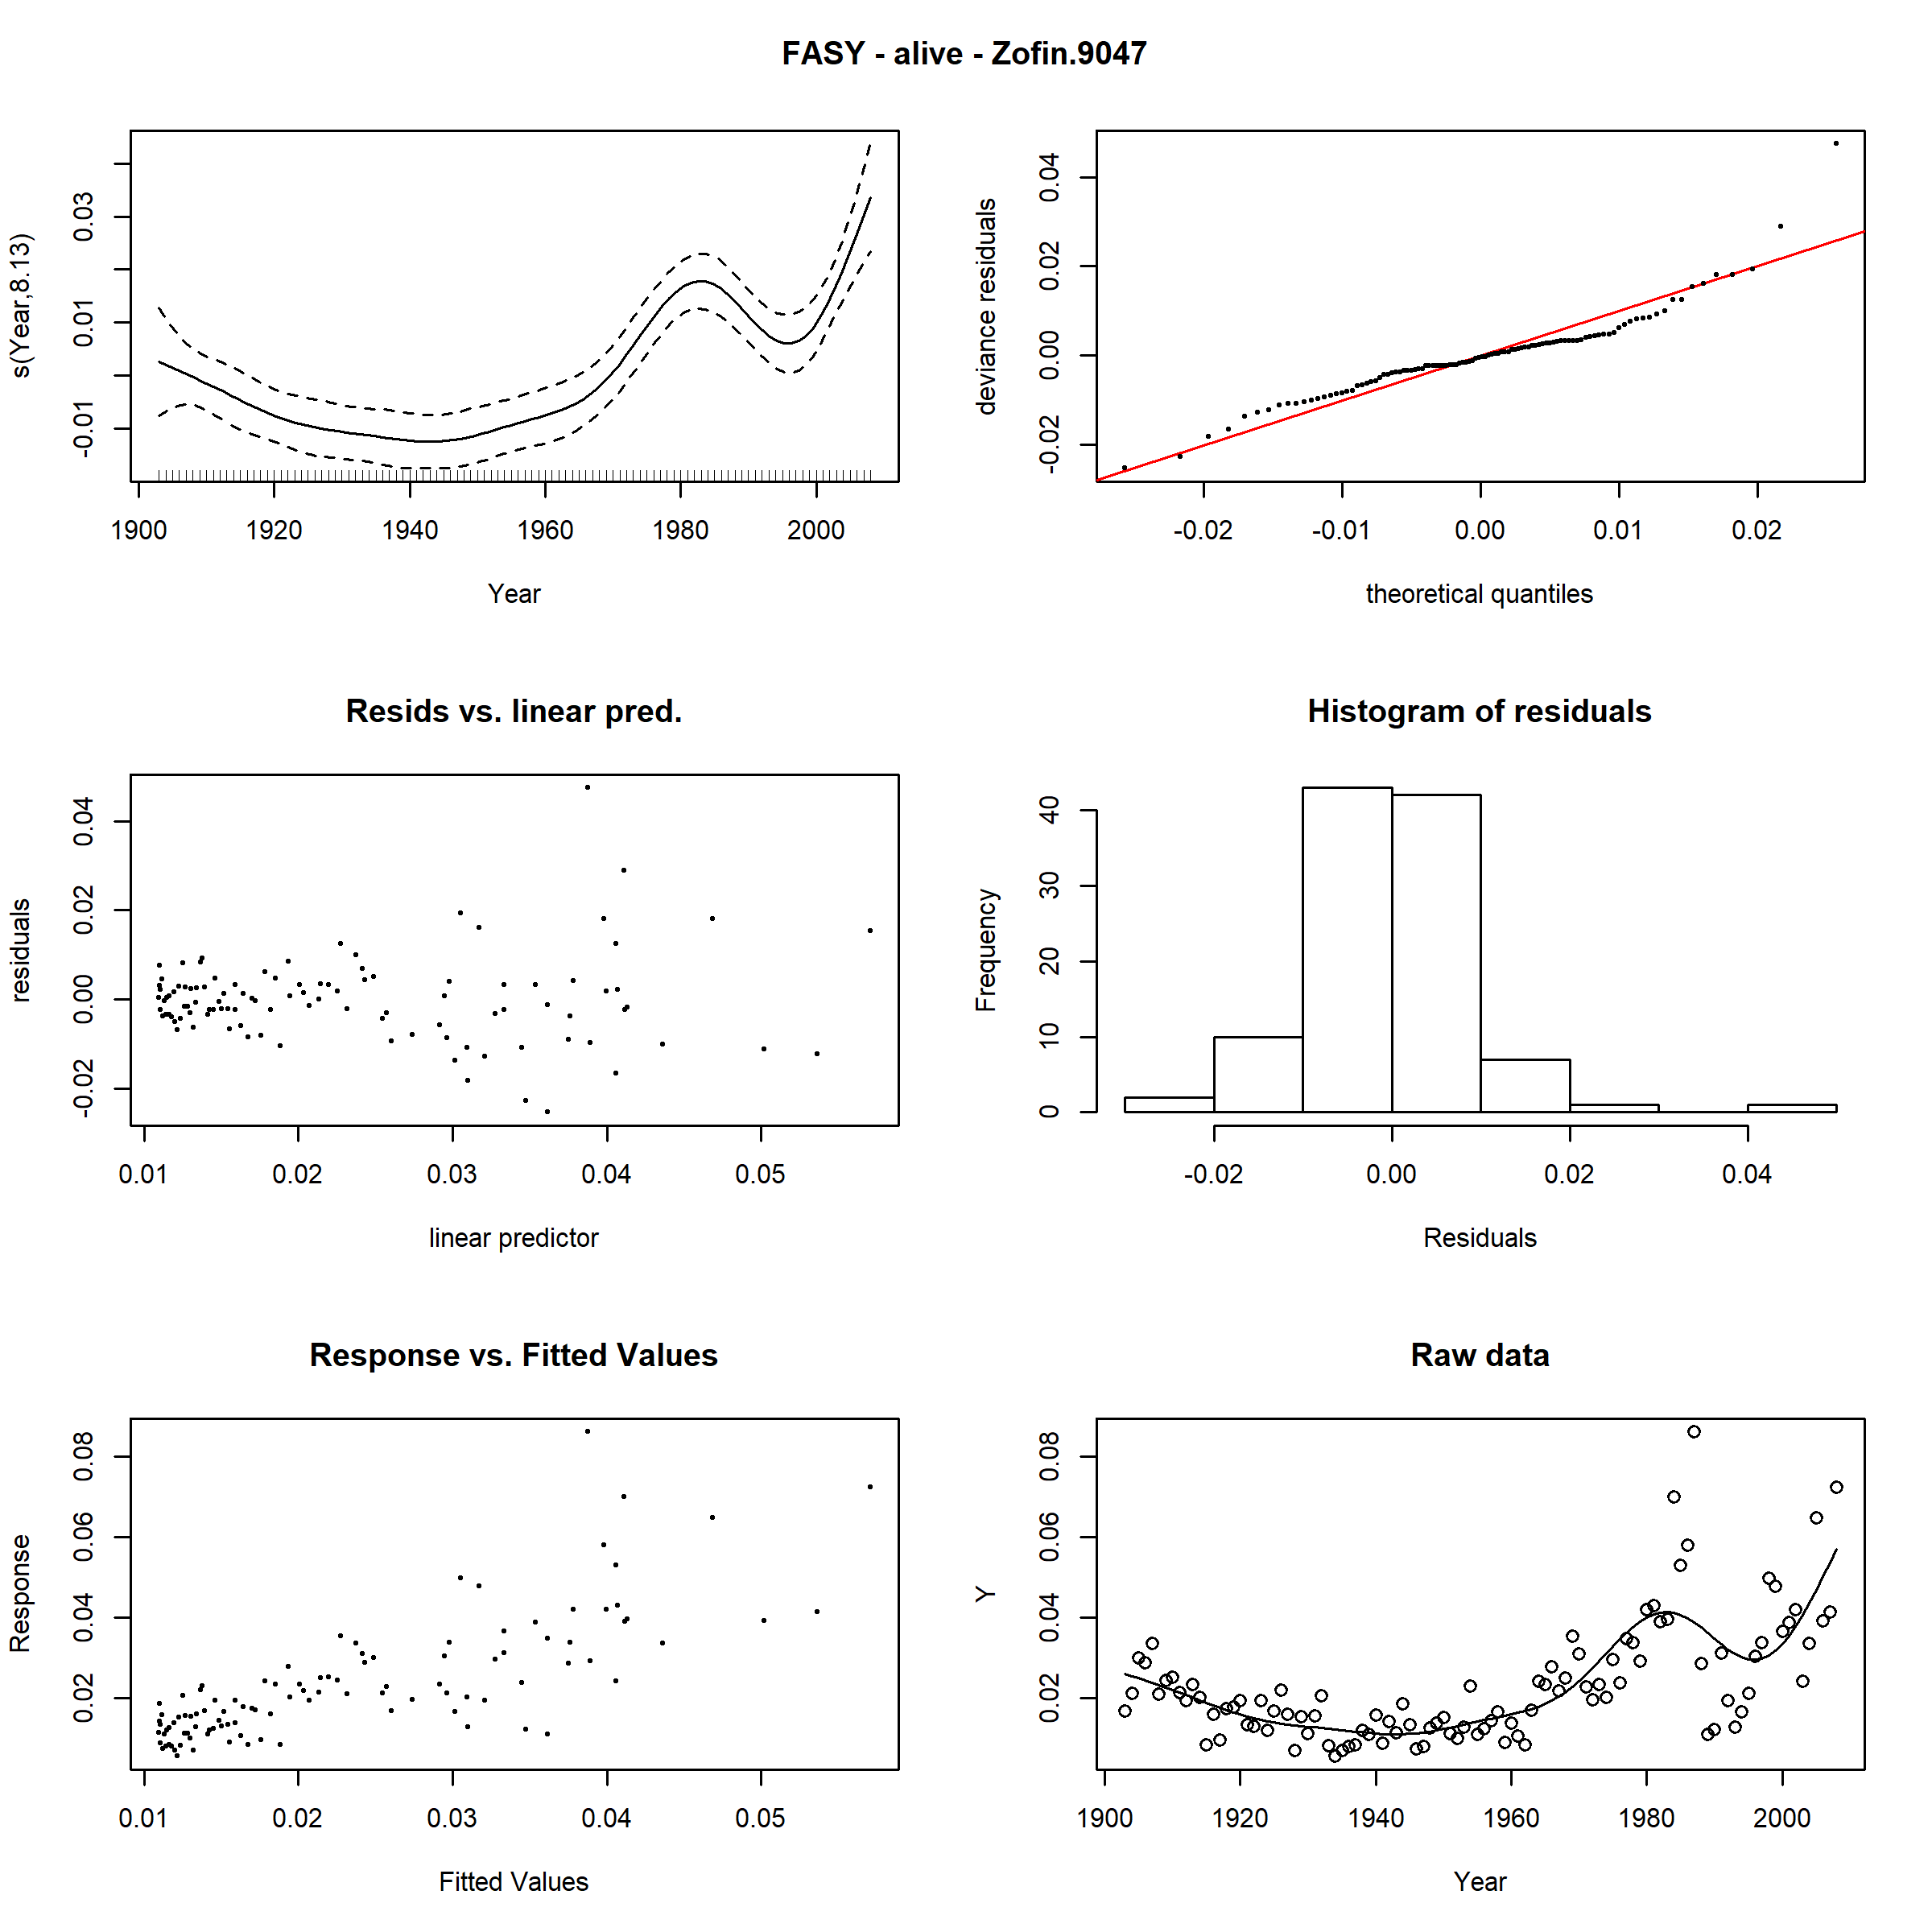 FASY - alive - Zofin.9047
s(Year,8.13)
-0.01 0.01 0.03
1900 1920 1940 1960 1980 2000
Year
deviance residuals
-0.02 0.00 0.02 0.04
-0.02 -0.01 0.00 0.01 0.02
theoretical quantiles
Resids vs. linear pred.
residuals
-0.02 0.00 0.02 0.04
0.01 0.02 0.03 0.04 0.05
linear predictor
Histogram of residuals
Frequency
0 10 20 30 40
-0.02 0.00 0.02 0.04
Residuals
Response vs. Fitted Values
Response
0.02 0.04 0.06 0.08
0.01 0.02 0.03 0.04 0.05
Fitted Values
Raw data
Y
0.02 0.04 0.06 0.08
1900 1920 1940 1960 1980 2000
Year